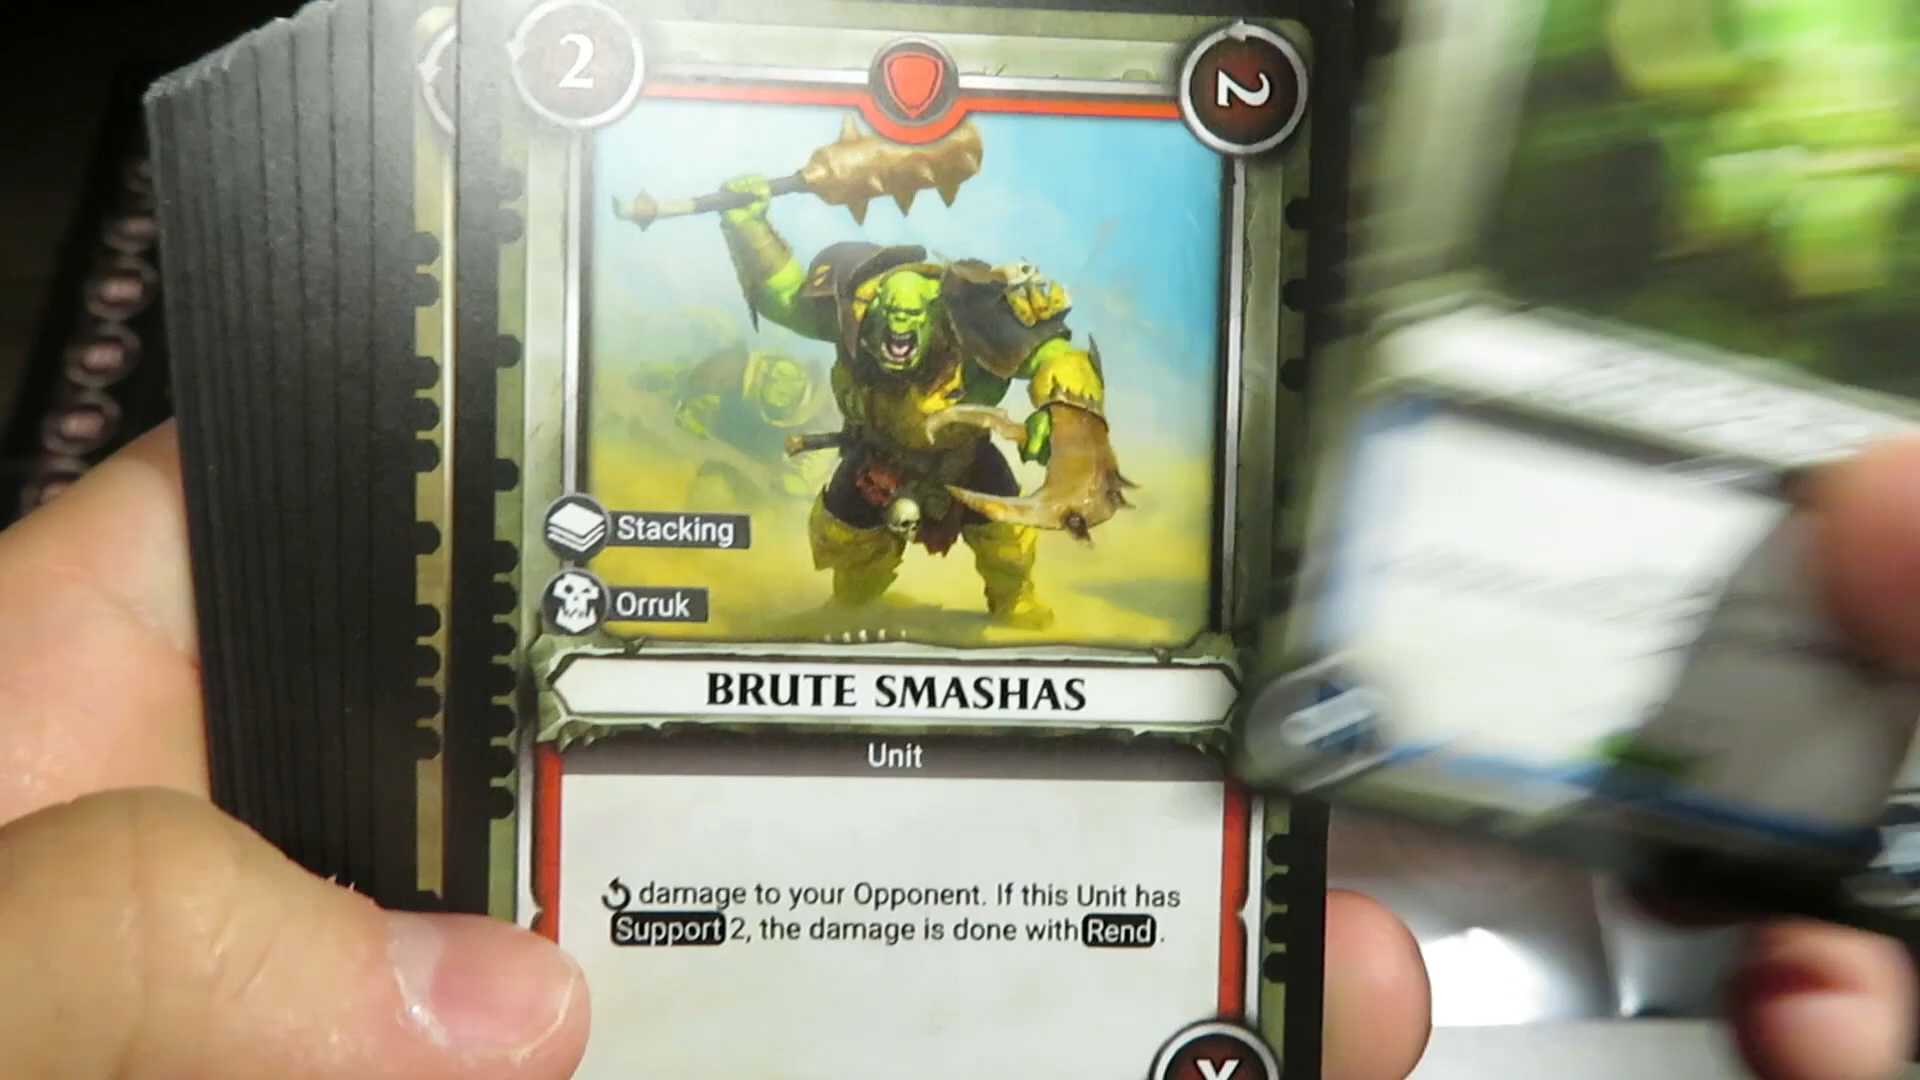 2
2
Stacking
Orruk
BRUTE SMASHAS
Unit
damage to your Opponent. If this Unit has
Support 2, the damage is done with Rend.
X